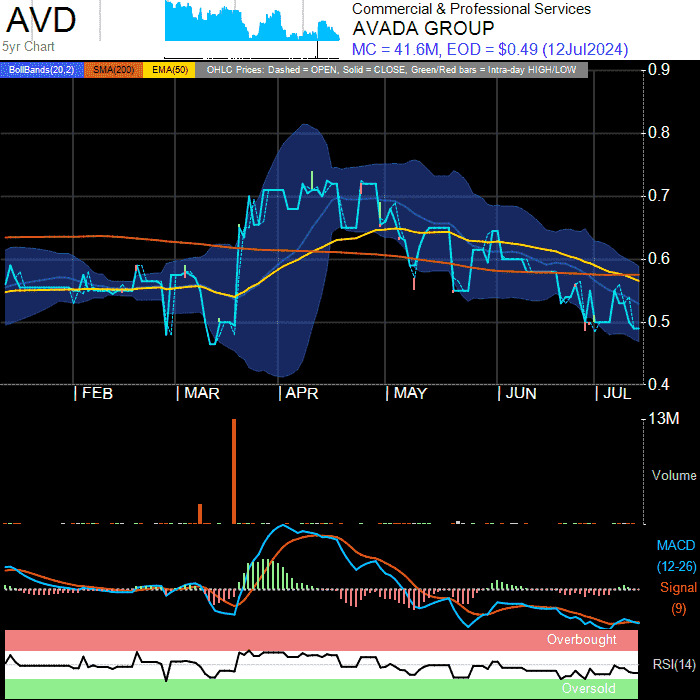 AVD
5yr Chart
Commercial & Professional Services
AVADA GROUP
MC = 41.6M, EOD = $0.49 (12Jul2024)
BollBands(20,2) SMA(200) EMA(50) OHLC Prices: Dashed = OPEN, Solid = CLOSE, Green/Red bars = Intra-day HIGH/LOW
0.9
0.8
0.7
0.6
0.5
0.4
| FEB | MAR | APR | MAY | JUN | JUL
13M
Volume
MACD
(12-26)
Signal
(9)
Overbought
RSI(14)
Oversold